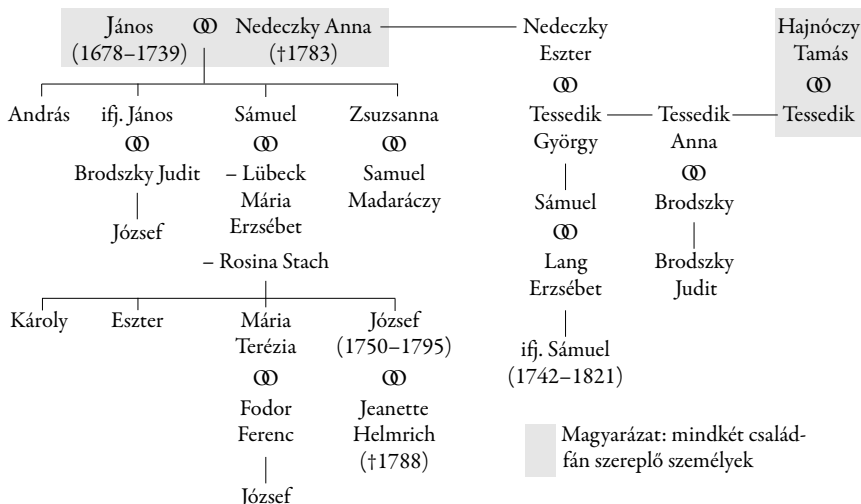 János
(1678–1739)
Nedeczky Anna
(†1783)
Nedeczky
Eszter
Hajnóczy
Tamás
András
ifj. János
Brodszky Judit
József
Sámuel
– Lübeck
Mária
Erzsébet
– Rosina Stach
Zsuzsanna
Samuel
Madaráczy
Tessedik
György
Tessedik
Anna
Tessedik
Sámuel
Lang
Erzsébet
ifj. Sámuel
(1742–1821)
Brodszky
Brodszky
Judit
Károly
Eszter
Mária
Terézia
Fodor
Ferenc
József
József
(1750–1795)
Jeanette
Helmrich
(†1788)
Magyarázat: mindkét család-
fán szereplő személyek